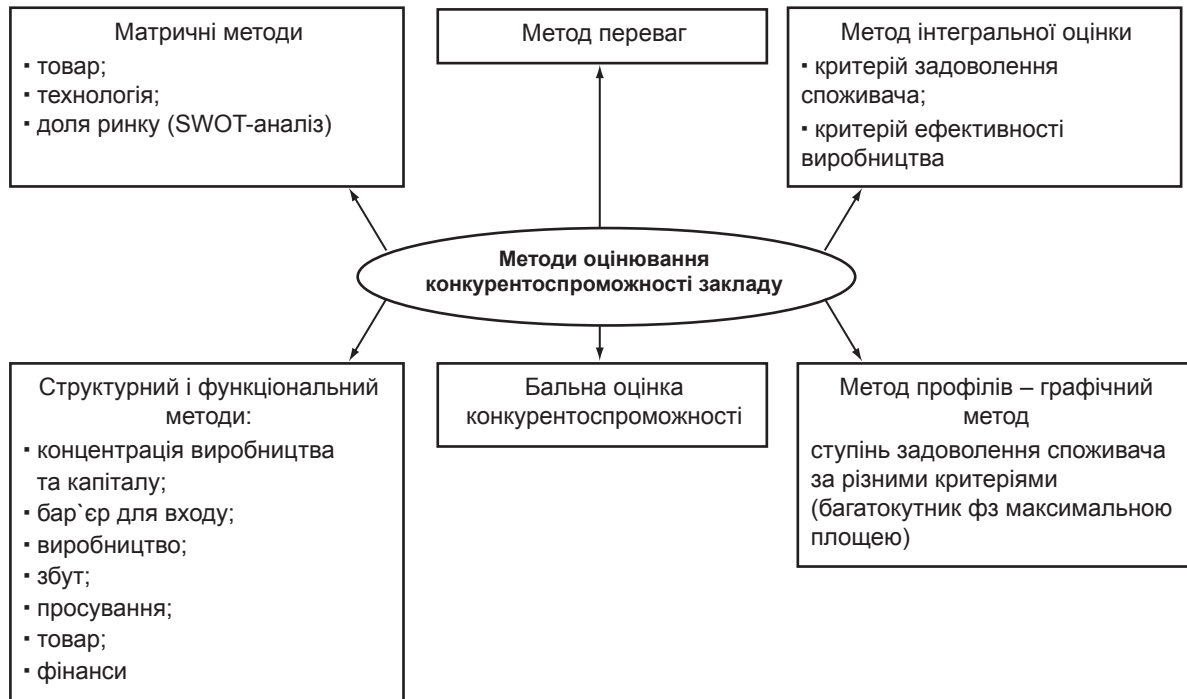 Матричні методи
▪ товар;
▪ технологія;
▪ доля ринку (SWOT-аналіз)
Метод переваг
Метод інтегральної оцінки
▪ критерій задоволення
споживача;
▪ критерій ефективності
виробництва
Методи оцінювання
конкурентоспроможності закладу
Структурний і функціональний
методи:
▪ концентрація виробництва
та капіталу;
▪ бар`єр для входу;
▪ виробництво;
▪ збут;
▪ просування;
▪ товар;
▪ фінанси
Бальна оцінка
конкурентоспроможності
Метод профілів – графічний
метод
ступінь задоволення споживача
за різними критеріями
(багатокутник фз максимальною
площею)